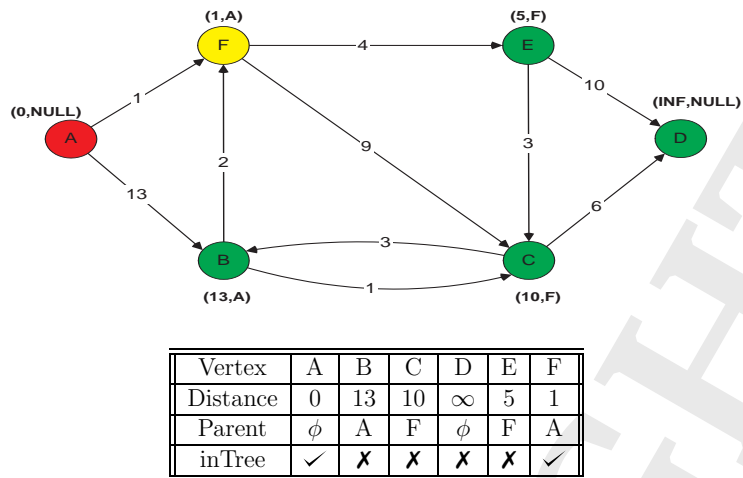 (1,A)
(5,F)
F
4
E
1
10
(0,NULL)
(INF,NULL)
A
2
9
3
D
13
6
3
B
C
1
(13,A)
(10,F)
Vertex A B C D E F
Distance 0 13 10 ∞ 5 1
Parent ϕ A F ϕ F A
inTree ✓ ✗ ✗ ✗ ✗ ✓